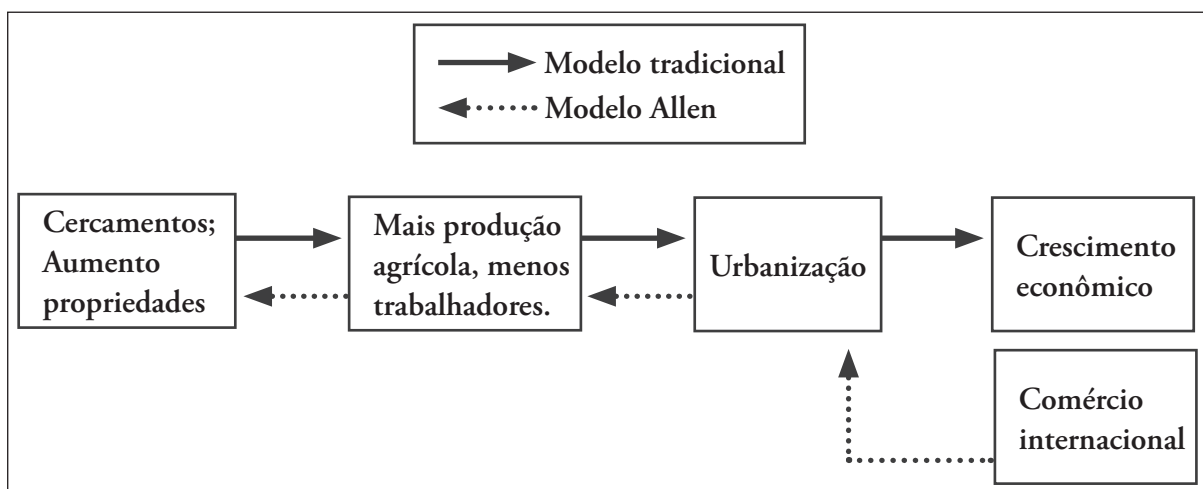 Modelo tradicional
Modelo Allen
Cercamentos;
Aumento
propriedades
Mais produção
agrícola, menos
trabalhadores.
Urbanização
Crescimento
econômico
Comércio
internacional